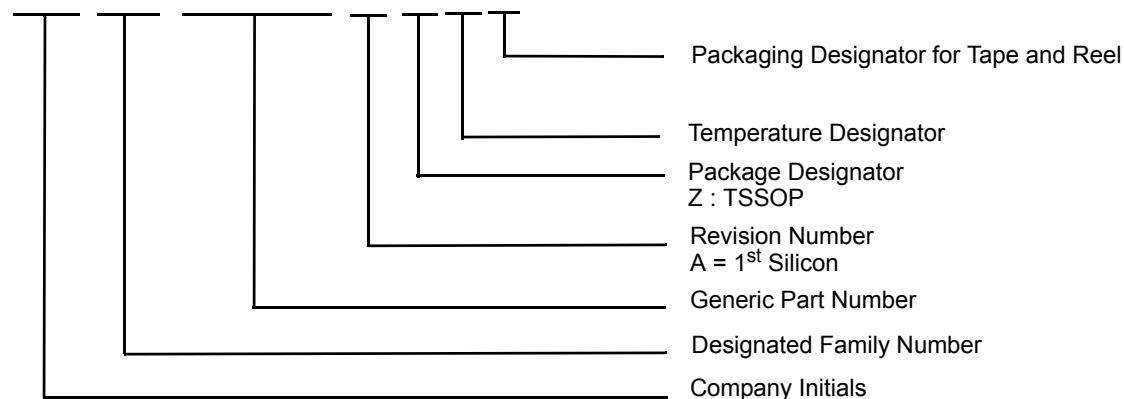 Packaging Designator for Tape and Reel
Temperature Designator
Package Designator
Z : TSSOP
Revision Number
A = 1st Silicon
Generic Part Number
Designated Family Number
Company Initials